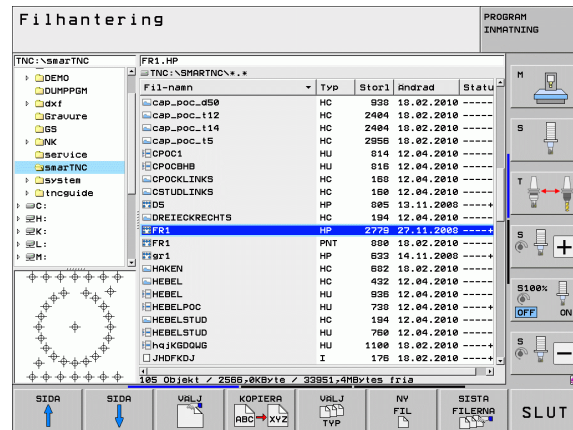 Filhantering
PROGRAM
INMATNING
TNC:\smarTNC
FR1.HP
TNC:\SMARTNC\*.*
Fil-namn Typ Storl Andrad Statu
DEMO
DUMPPGM
dxf
Gravure
GS
NK
service
smarTNC
system
tncguide
C:
H:
K:
L:
M:
cap_poc_d50 HC 938 18.02.2010 -----
cap_poc_t12 HC 2404 18.02.2010 -----
cap_poc_t14 HC 2404 18.02.2010 -----
cap_poc_t5 HC 2956 18.02.2010 -----
CPOC1 HU 814 12.04.2010 -----
CPOCBHB HU 816 12.04.2010 -----
CPOCKLINKS HC 168 12.04.2010 -----
CSTUDLINKS HC 160 12.04.2010 -----
D5 HP 805 13.11.2008 ----+
DREIECKRECHTS HC 194 12.04.2010 -----
FR1 HP 2779 27.11.2008 ----+
FR1 PNT 880 18.02.2010 -----
gr1 HP 633 14.11.2008 ----+
HAKEN HC 682 18.02.2010 -----
HEBEL HC 432 12.04.2010 -----
HEBEL HU 936 12.04.2010 -----
HEBELPOC HU 738 12.04.2010 ----+
HEBELSTUD HC 194 12.04.2010 -----
HEBELSTUD HU 760 12.04.2010 -----
hqjKGDQWG HU 1100 18.02.2010 ----+
JHDFKDJ I 176 18.02.2010 ----+
105 Objekt / 2566,0KByte / 33951,4MBytes fria
M
S
T
S
S100%
OFF ON
S
SIDA
SIDA
VALJ
KOPIERA
ABC XYZ
VALJ
TYP
NY
FIL
SISTA
FILERNA
SLUT